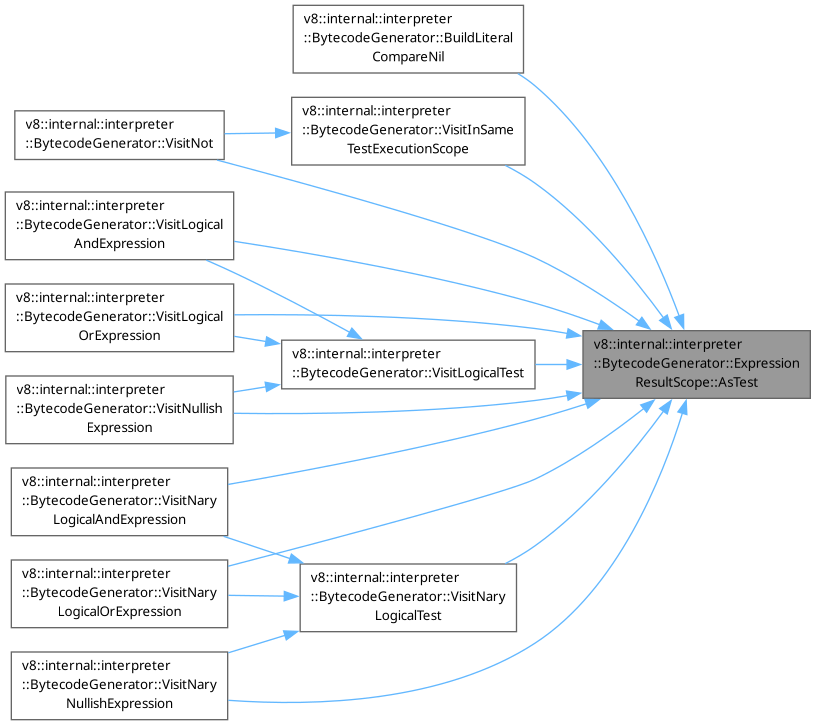 v8::internal::interpreter
::BytecodeGenerator::BuildLiteral
CompareNil
v8::internal::interpreter
::BytecodeGenerator::VisitNot
v8::internal::interpreter
::BytecodeGenerator::VisitInSame
TestExecutionScope
v8::internal::interpreter
::BytecodeGenerator::VisitLogical
AndExpression
v8::internal::interpreter
::BytecodeGenerator::VisitLogical
OrExpression
v8::internal::interpreter
::BytecodeGenerator::VisitLogicalTest
v8::internal::interpreter
::BytecodeGenerator::Expression
ResultScope::AsTest
v8::internal::interpreter
::BytecodeGenerator::VisitNullish
Expression
v8::internal::interpreter
::BytecodeGenerator::VisitNary
LogicalAndExpression
v8::internal::interpreter
::BytecodeGenerator::VisitNary
LogicalOrExpression
v8::internal::interpreter
::BytecodeGenerator::VisitNary
LogicalTest
v8::internal::interpreter
::BytecodeGenerator::VisitNary
NullishExpression